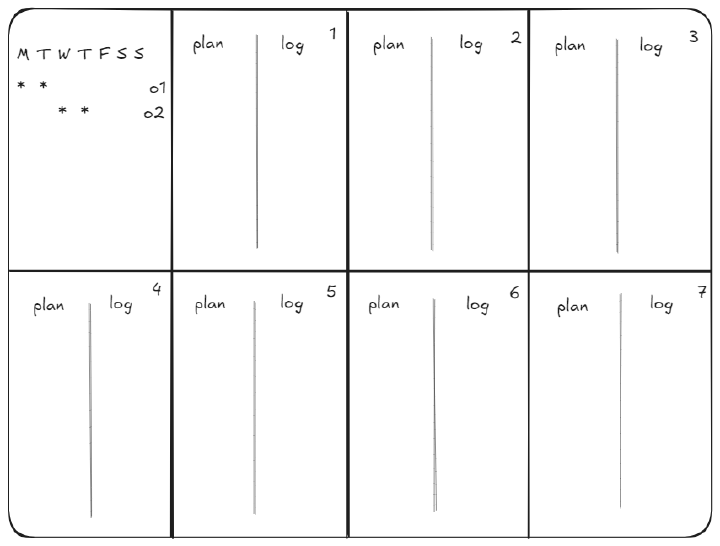 M T W T F S S
* * o1
* * o2
plan log 1
plan log 2
plan log 3
plan log 4
plan log 5
plan log 6
plan log 7